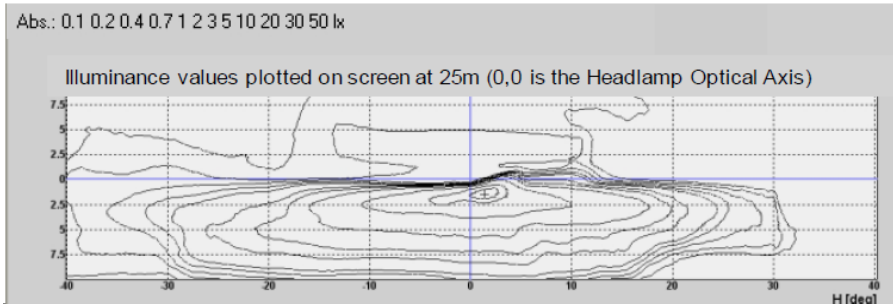 Abs.: 0.1 0.2 0.4 0.7 1 2 3 5 10 20 30 50 lx
Illuminance values plotted on screen at 25m (0,0 is the Headlamp Optical Axis)
7.5
5
2.5
0
2.5
5
7.5
40 -30 -20 -10 0 10 20 30 40
H [deg]